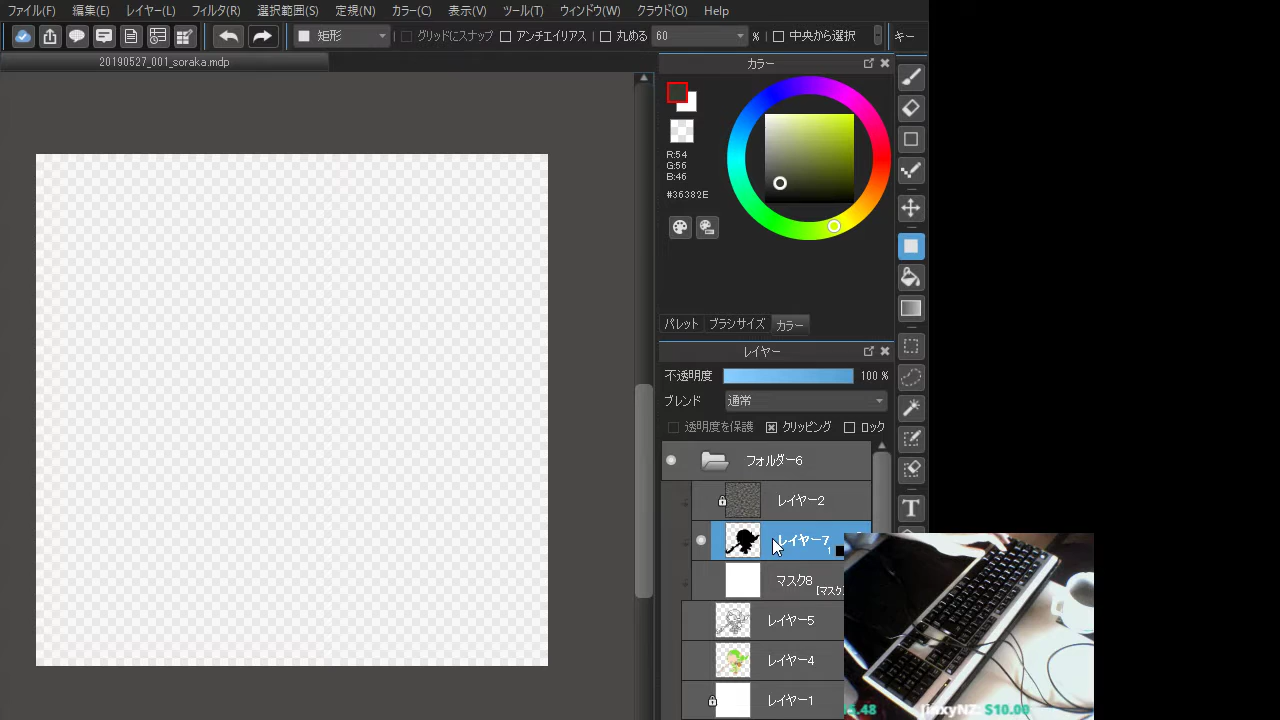 ファイル(F) 編集(E) レイヤー(L) フィルタ(R) 選択範囲(S) 定規(N) カラー(C) 表示(V) ツール(T) ウィンドウ(W) クラウド(O) Help
矩形 グリッドスナップ アンチエイリアス 丸める 60 % 中央から選択 キー
20190527_001_soraka.mdp
カラー
R:54
G:56
B:46
#36382E
パレット ブラシサイズ カラー
レイヤー
不透明度 100 %
ブレンド 通常
透明度を保護 クリッピング ロック
フォルダー6
レイヤー2
レイヤー7
1
マスク8
[マスク
レイヤー5
レイヤー4
レイヤー1
T
$10.00